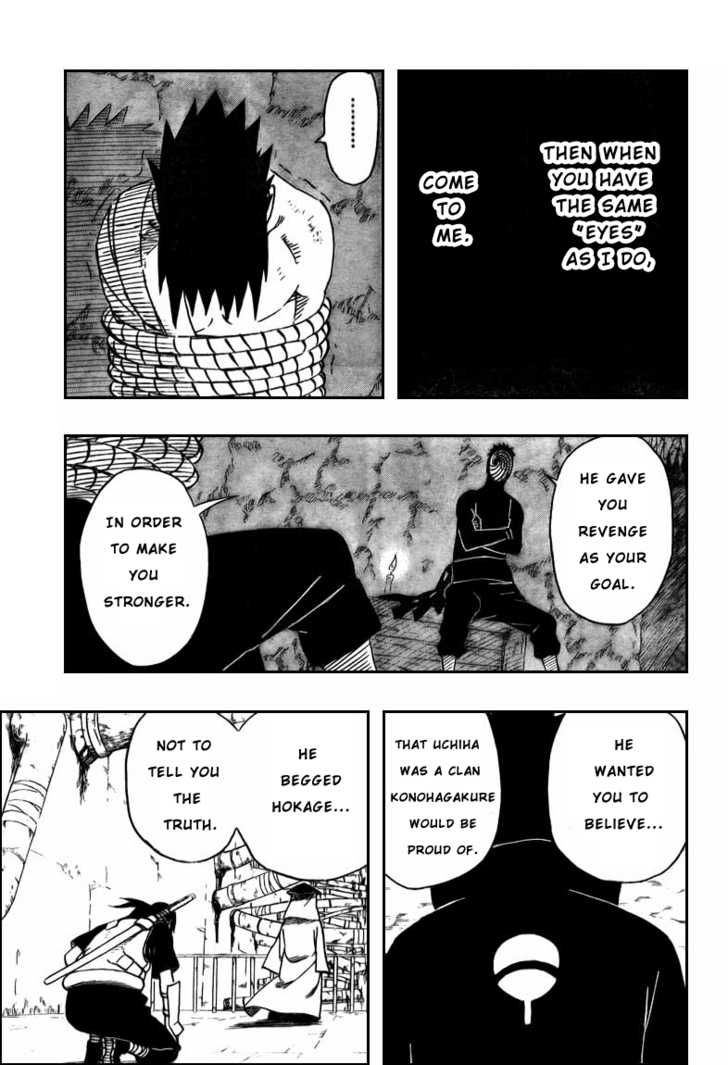 THEN WHEN
YOU HAVE
THE SAME
"EYES"
AS I DO,
COME
TO
ME.
.........
HE GAVE
YOU
REVENGE
AS YOUR
GOAL.
IN ORDER
TO MAKE
YOU
STRONGER.
HE
WANTED
YOU TO
BELIEVE...
THAT UCHIHA
WAS A CLAN
KONOHAGAKURE
WOULD BE
PROUD OF.
HE
BEGGED
HOKAGE...
NOT TO
TELL YOU
THE
TRUTH.